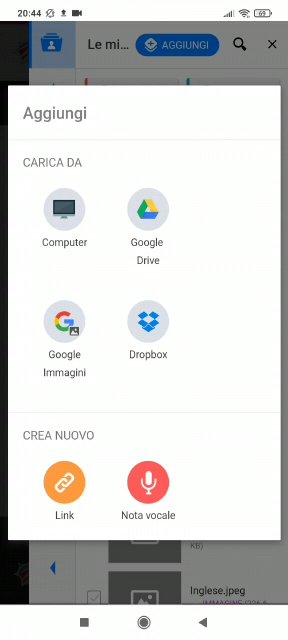 20:44
69
Le mi...
AGGIUNGI
Aggiungi
CARICA DA
Computer
Google
Drive
Google
Immagini
Dropbox
CREA NUOVO
Link
Nota vocale
KB)
Inglese.jpeg